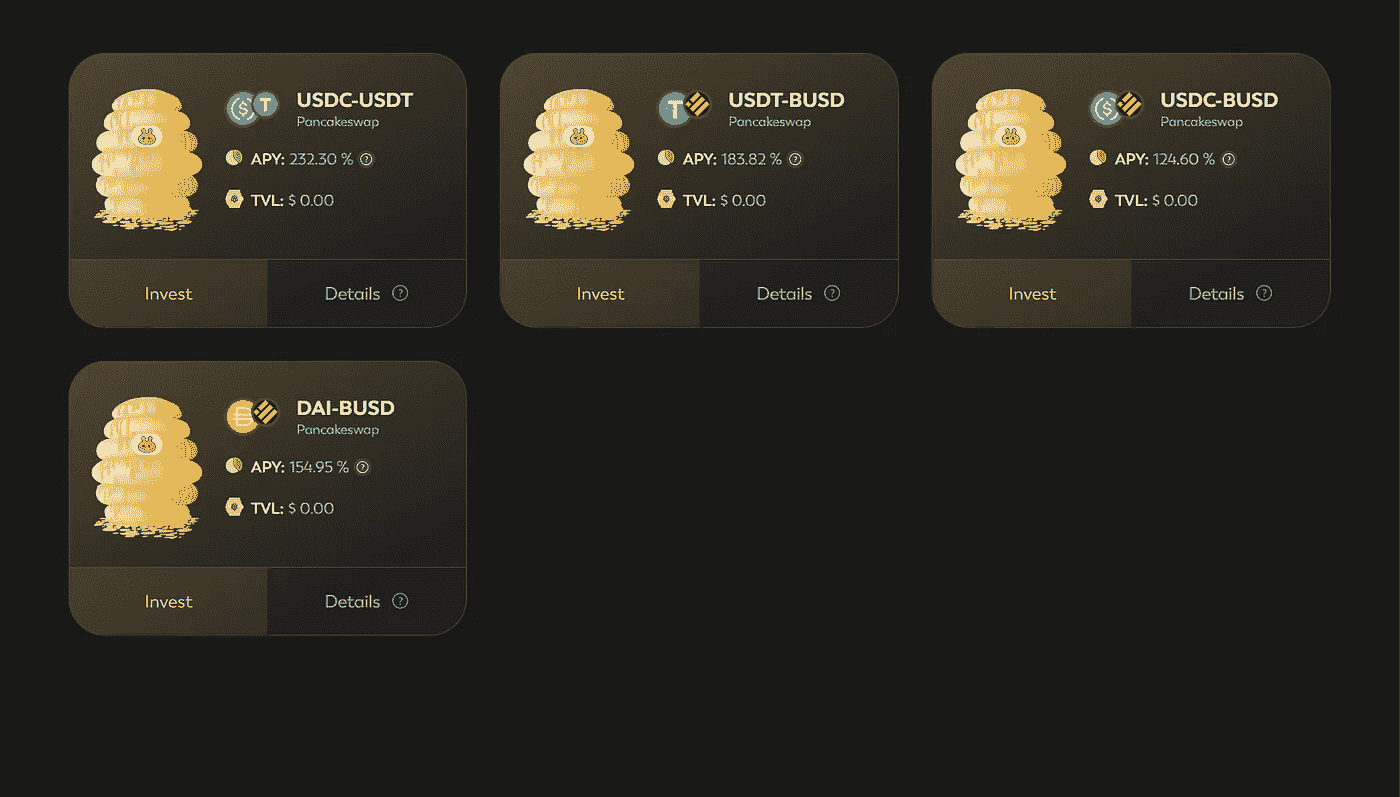 USDC-USDT
Pancakeswap
APY: 232.30 % ?
TVL: $ 0.00
Invest
Details ?
USDT-BUSD
Pancakeswap
APY: 183.82 % ?
TVL: $ 0.00
Invest
Details ?
USDC-BUSD
Pancakeswap
APY: 124.60 % ?
TVL: $ 0.00
Invest
Details ?
DAI-BUSD
Pancakeswap
APY: 154.95 % ?
TVL: $ 0.00
Invest
Details ?